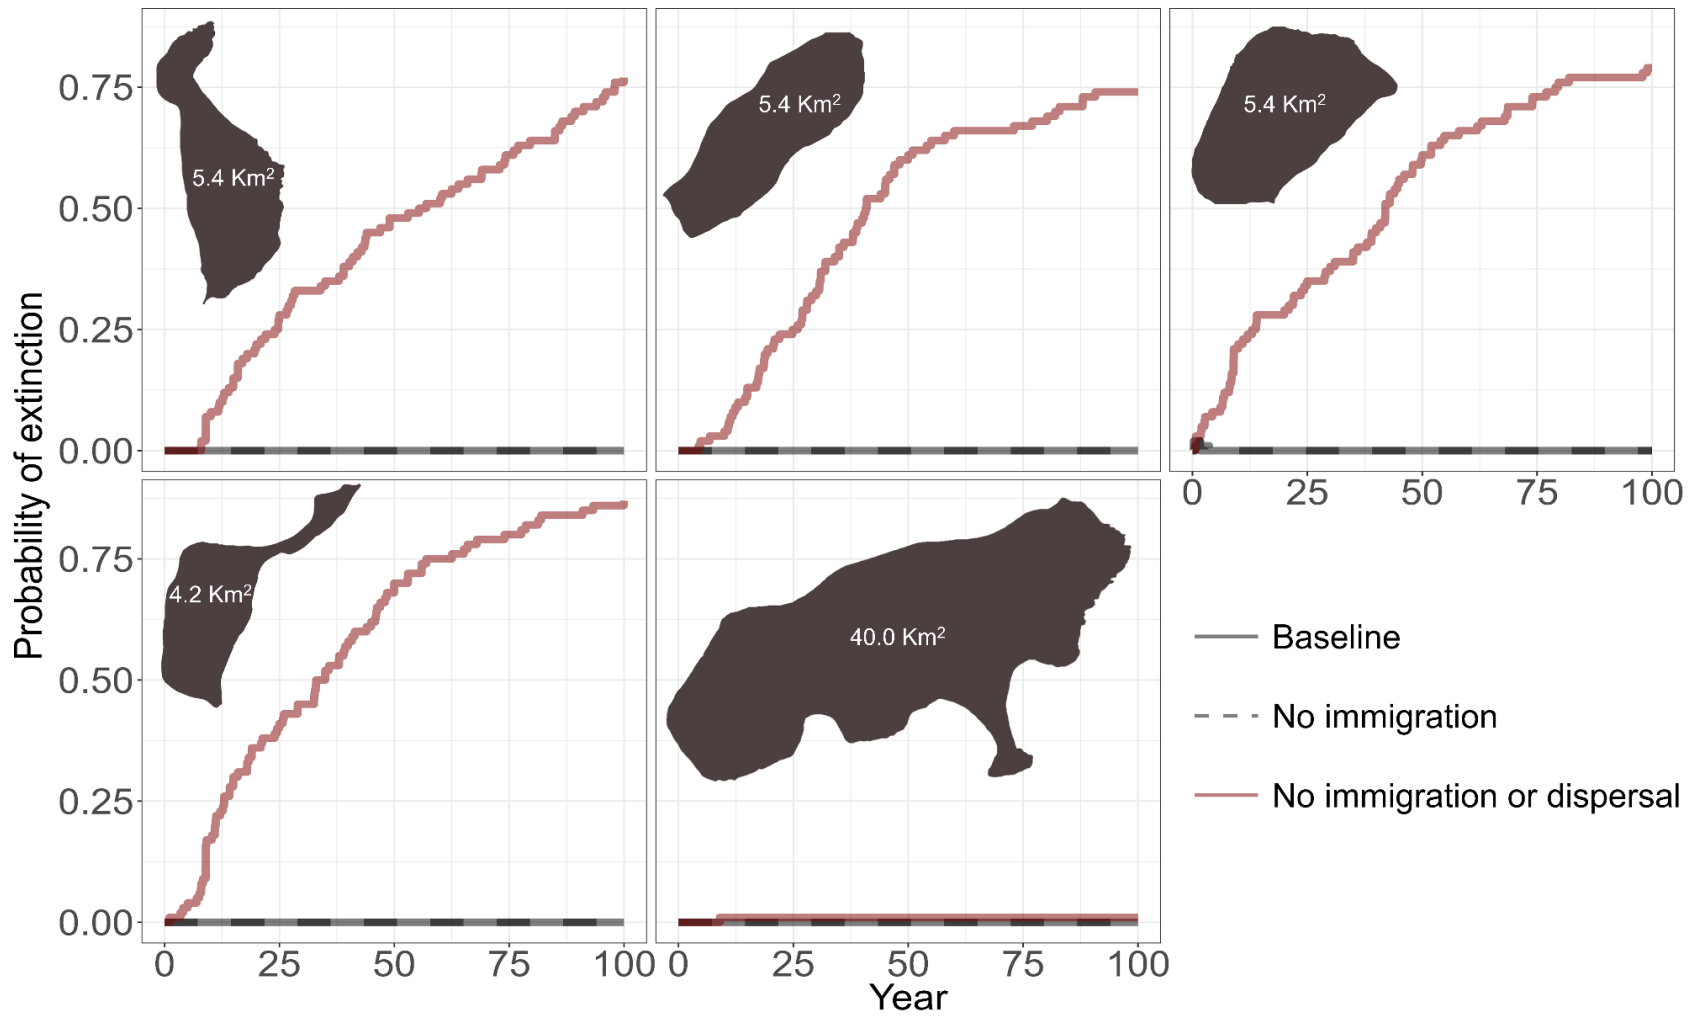 Probability of extinction
0.75
0.50
0.25
0.00
5.4 Km²
5.4 Km²
5.4 Km²
0 25 50 75 100
0.75
0.50
0.25
0.00
4.2 Km²
40.0 Km²
0 25 50 75 100
0 25 50 75 100
Year
Baseline
No immigration
No immigration or dispersal